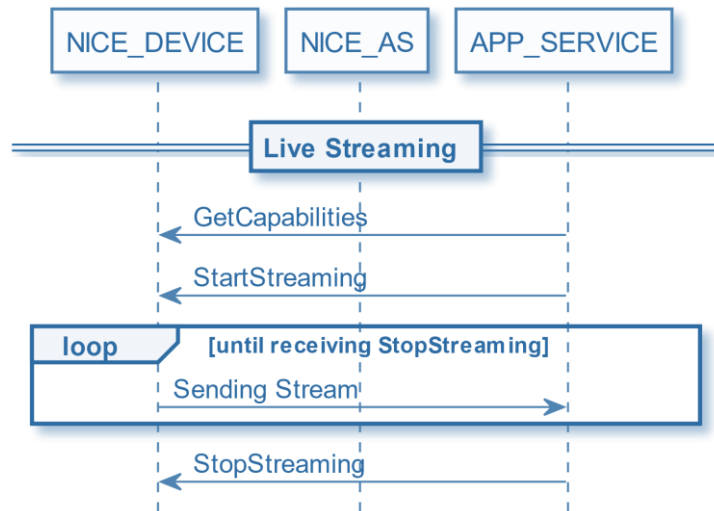 NICE_DEVICE NICE_AS APP_SERVICE
Live Streaming
GetCapabilities
StartStreaming
loop [until receiving StopStreaming]
Sending Stream
StopStreaming